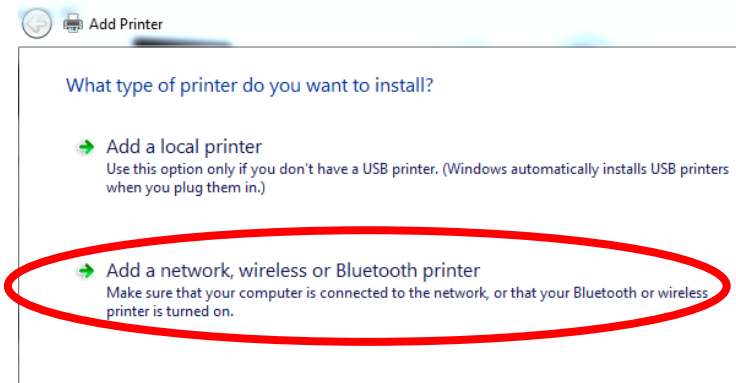 Add Printer
What type of printer do you want to install?
Add a local printer
Use this option only if you don't have a USB printer. (Windows automatically installs USB printers
when you plug them in.)
Add a network, wireless or Bluetooth printer
Make sure that your computer is connected to the network, or that your Bluetooth or wireless
printer is turned on.